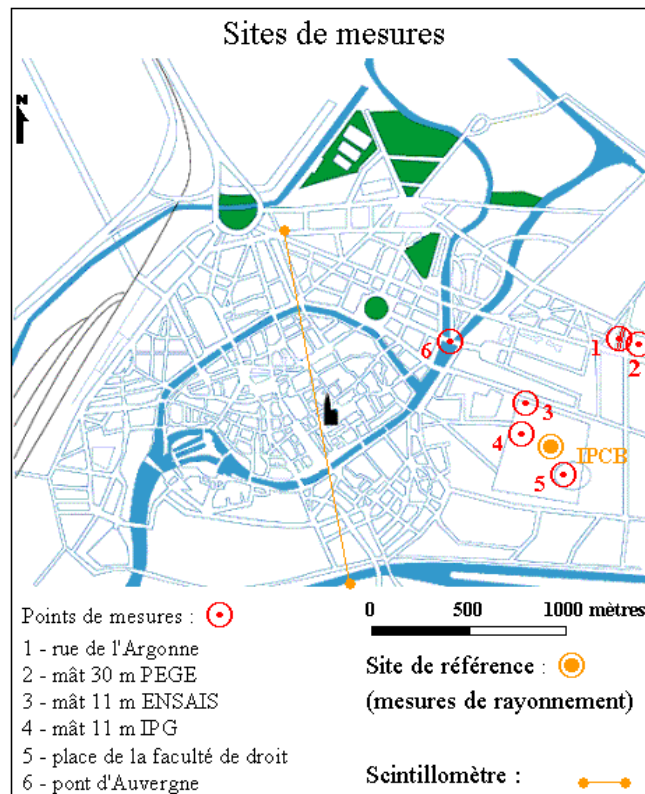 Sites de mesures
N
1
2
6
3
4
IPCB
5
Points de mesures :
1 - rue de l'Argonne
2 - mât 30 m PEGE
3 - mât 11 m ENSAIS
4 - mât 11 m IPG
5 - place de la faculté de droit
6 - pont d'Auvergne
0 500 1000 mètres
Site de référence :
(mesures de rayonnement)
Scintillomètre :